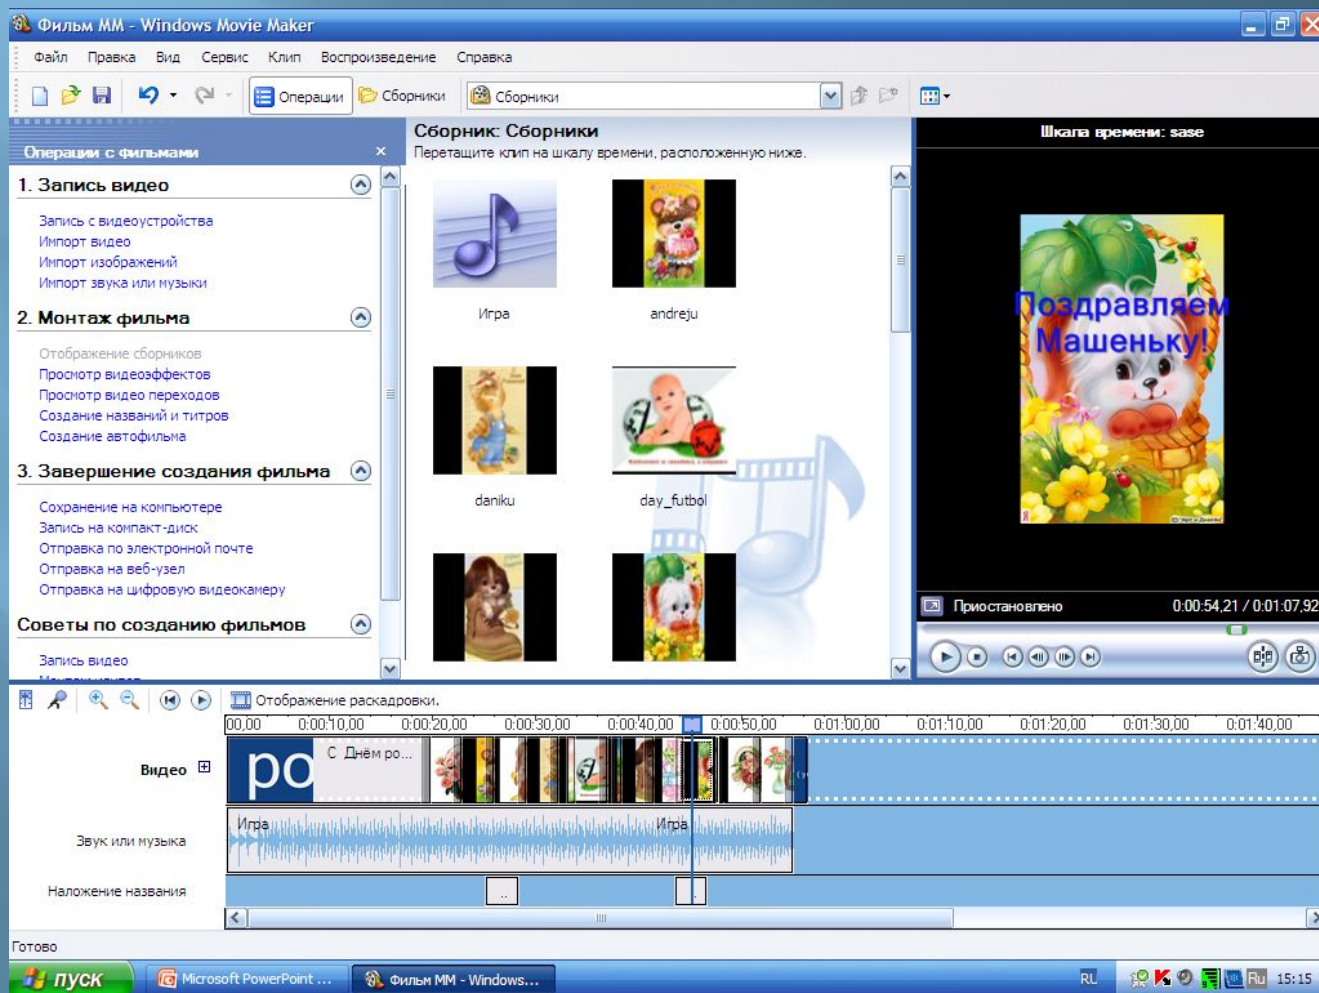 Фильм ММ - Windows Movie Maker
Файл Правка Вид Сервис Клип Воспроизведение Справка
Операции Сборники Сборники
Операции с фильмами
1. Запись видео
Запись с видеоустройства
Импорт видео
Импорт изображений
Импорт звука или музыки
2. Монтаж фильма
Отображение сборников
Просмотр видеоэффектов
Просмотр видео переходов
Создание названий и титров
Создание автофильма
3. Завершение создания фильма
Сохранение на компьютере
Запись на компакт-диск
Отправка по электронной почте
Отправка на веб-узел
Отправка на цифровую видеокамеру
Советы по созданию фильмов
Запись видео
Сборник: Сборники
Перетащите клип на шкалу времени, расположенную ниже.
Игра
andreju
daniku
day_futbol
Шкала времени: sase
Поздравляем
Машеньку!
Приостановлено 0:00:54,21 / 0:01:07,92
Отображение раскадровки.
00,00 0:00:10,00 0:00:20,00 0:00:30,00 0:00:40,00 0:00:50,00 0:01:00,00 0:01:10,00 0:01:20,00 0:01:30,00 0:01:40,00
Видео
ро
С Днём ро...
Звук или музыка
Игра
Игра
Наложение названия
..
Готово
пуск
Microsoft PowerPoint ...
Фильм ММ - Windows...
RL
Ru
15:15